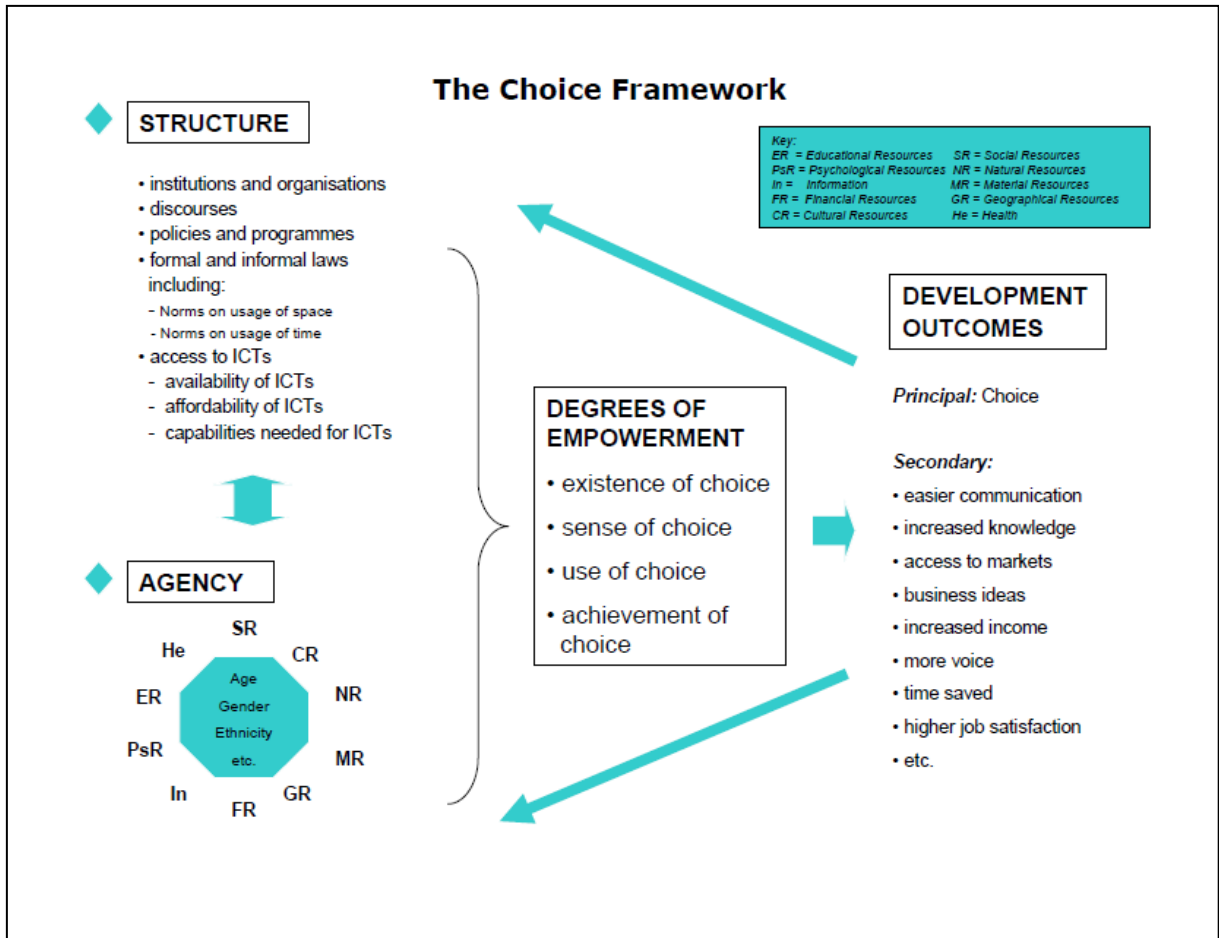 The Choice Framework
STRUCTURE
• institutions and organisations
• discourses
• policies and programmes
• formal and informal laws
including:
- Norms on usage of space
- Norms on usage of time
• access to ICTs
- availability of ICTs
- affordability of ICTs
- capabilities needed for ICTs
AGENCY
SR
He
CR
ER
NR
PsR
MR
In
GR
FR
Age
Gender
Ethnicity
etc.
DEGREES OF
EMPOWERMENT
• existence of choice
• sense of choice
• use of choice
• achievement of
choice
Key:
ER = Educational Resources SR = Social Resources
PsR = Psychological Resources NR = Natural Resources
In = Information MR = Material Resources
FR = Financial Resources GR = Geographical Resources
CR = Cultural Resources He = Health
DEVELOPMENT
OUTCOMES
Principal: Choice
Secondary:
• easier communication
• increased knowledge
• access to markets
• business ideas
• increased income
• more voice
• time saved
• higher job satisfaction
• etc.